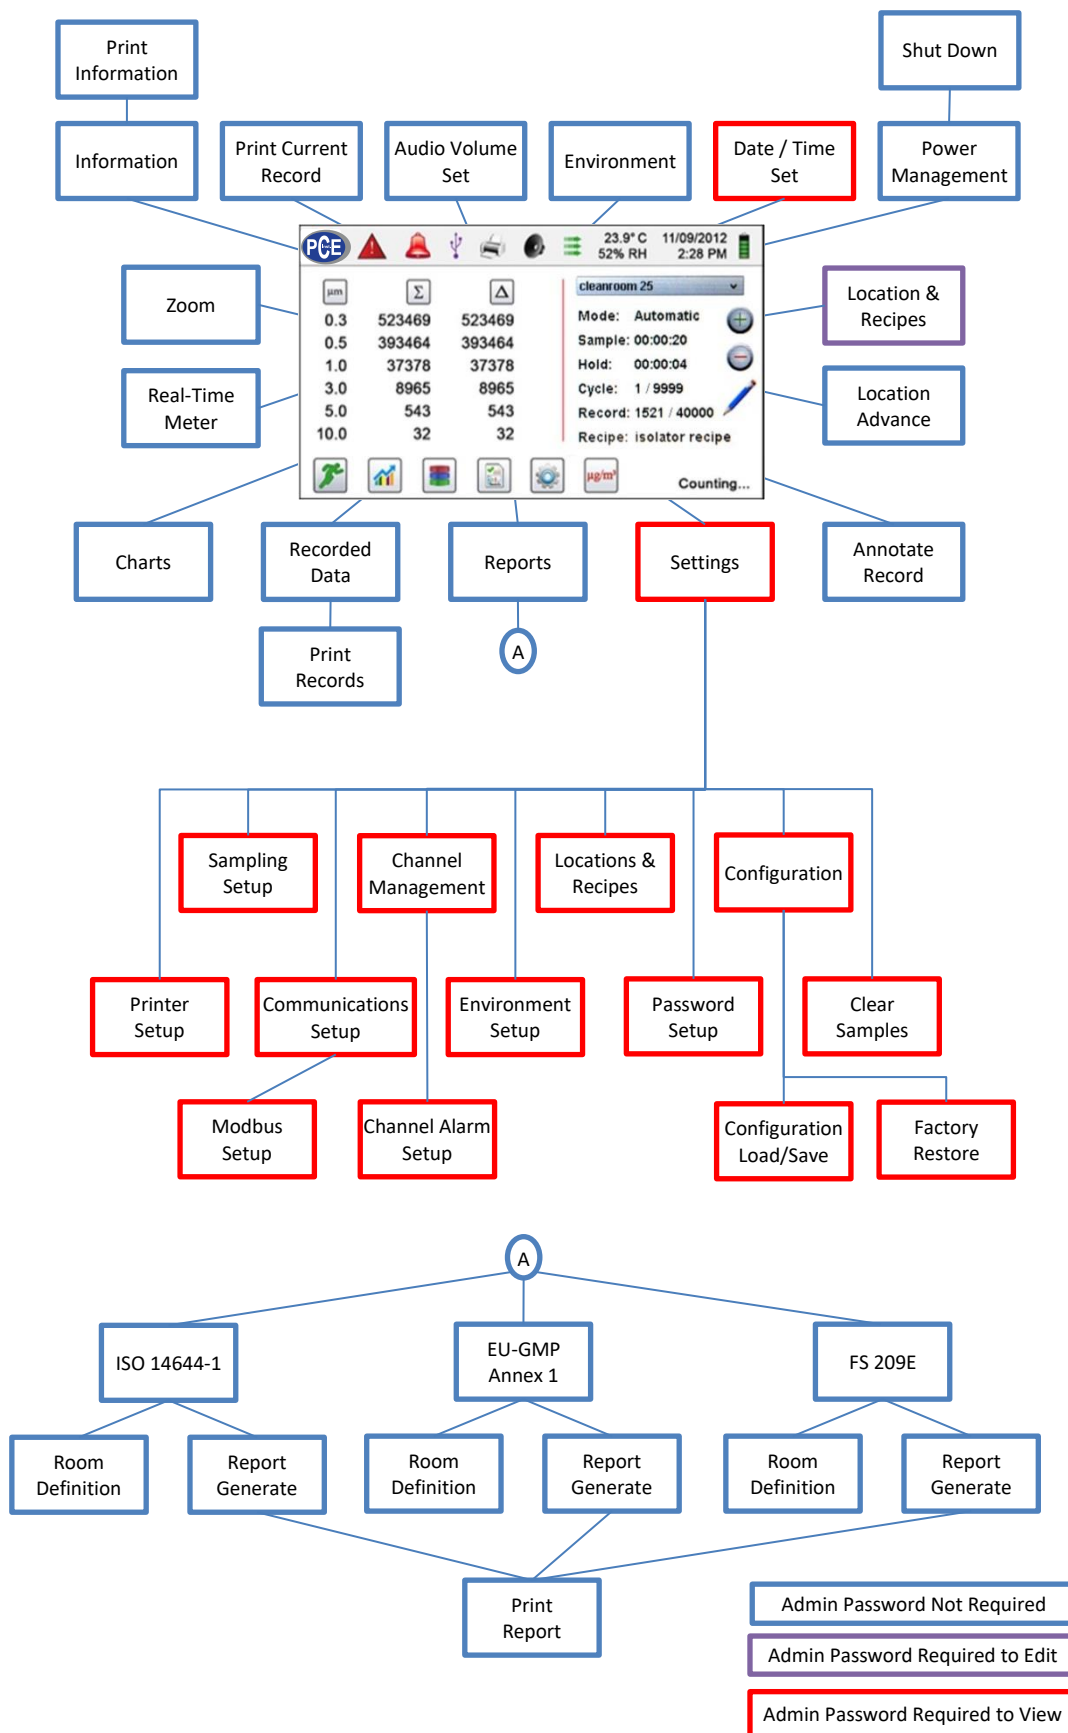 Print
Information
Shut Down
Information
Print Current
Record
Audio Volume
Set
Environment
Date / Time
Set
Power
Management
PCE
23.9° C
52% RH
11/09/2012
2:28 PM
Zoom
Real-Time
Meter
µm Σ Δ
0.3 523469 523469
0.5 393464 393464
1.0 37378 37378
3.0 8965 8965
5.0 543 543
10.0 32 32
cleanroom 25
Mode: Automatic
Sample: 00:00:20
Hold: 00:00:04
Cycle: 1 / 9999
Record: 1521 / 40000
Recipe: isolator recipe
µg/m³
Counting...
Location &
Recipes
Location
Advance
Charts
Recorded
Data
Reports
Settings
Annotate
Record
Print
Records
A
Sampling
Setup
Channel
Management
Locations &
Recipes
Configuration
Printer
Setup
Communications
Setup
Environment
Setup
Password
Setup
Clear
Samples
Modbus
Setup
Channel Alarm
Setup
Configuration
Load/Save
Factory
Restore
A
ISO 14644-1
EU-GMP
Annex 1
FS 209E
Room
Definition
Report
Generate
Room
Definition
Report
Generate
Room
Definition
Report
Generate
Print
Report
Admin Password Not Required
Admin Password Required to Edit
Admin Password Required to View